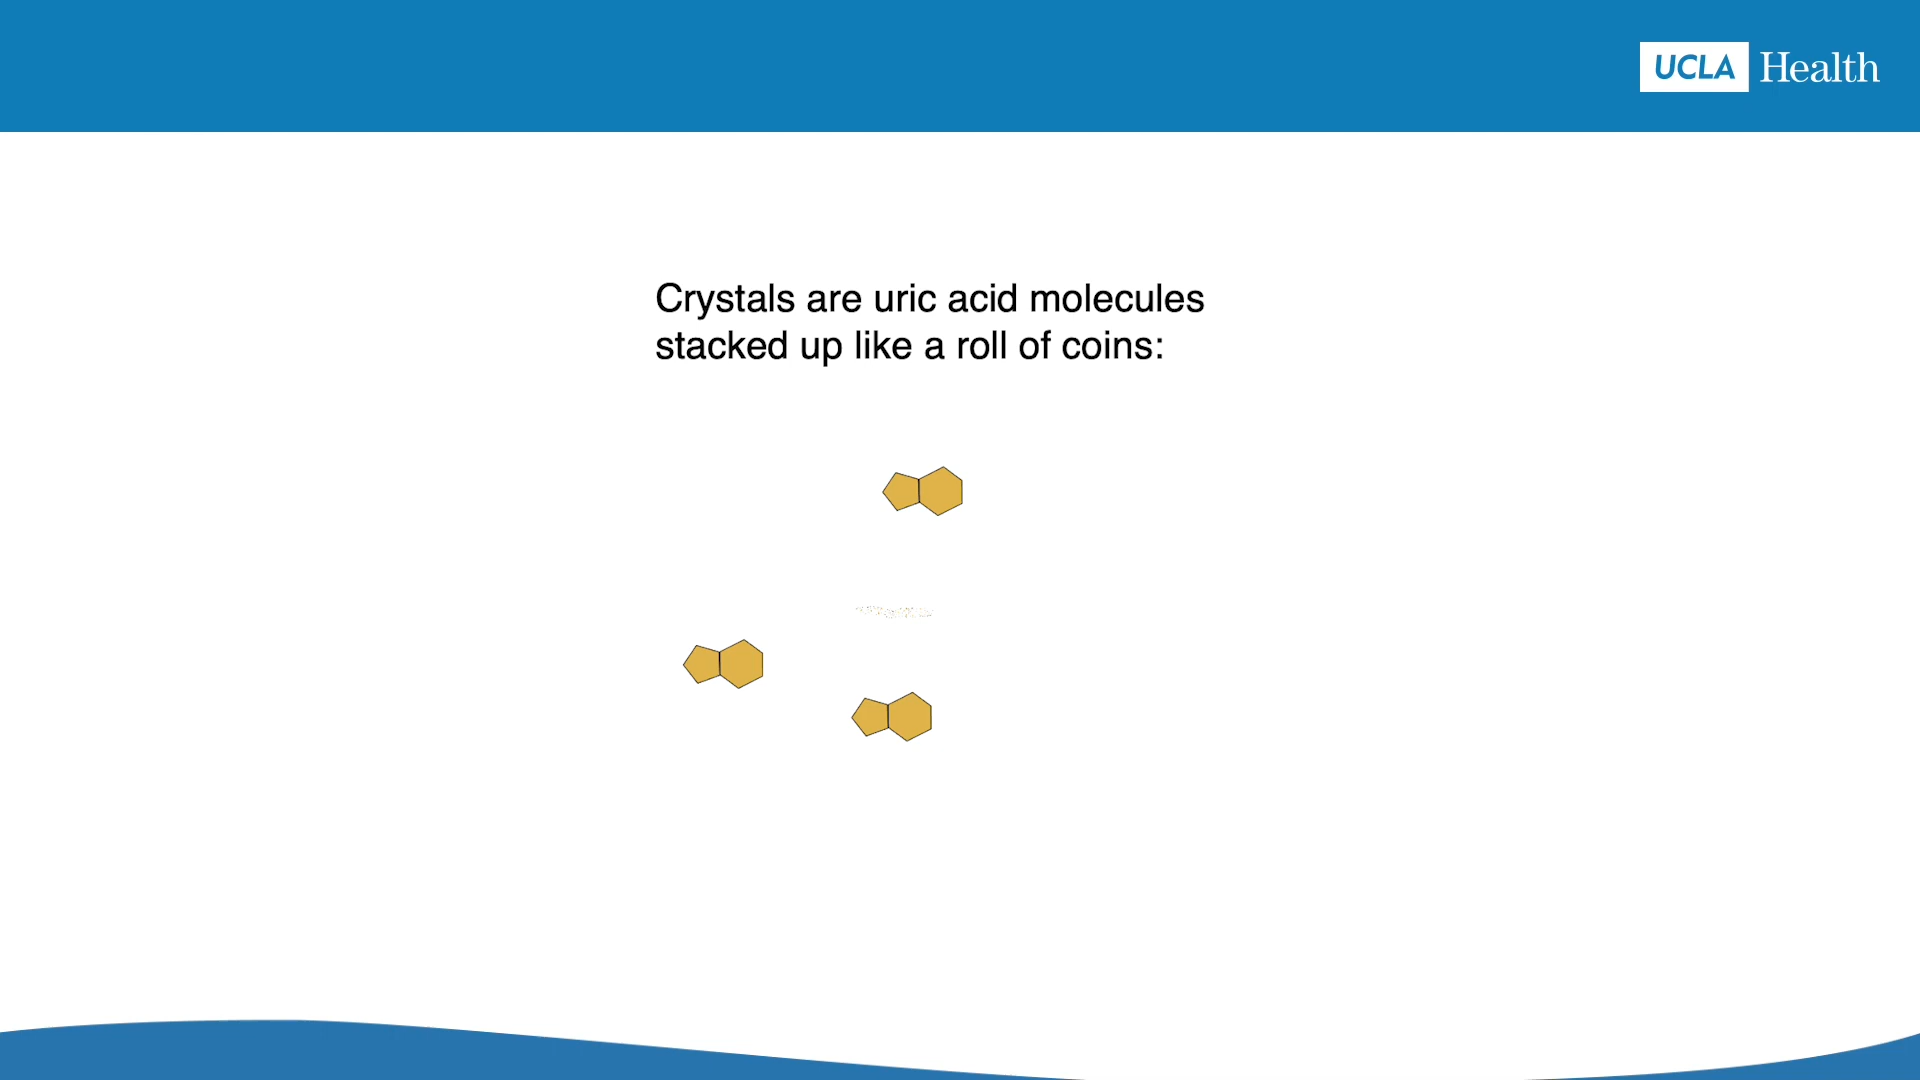 UCLA Health
Crystals are uric acid molecules
stacked up like a roll of coins: